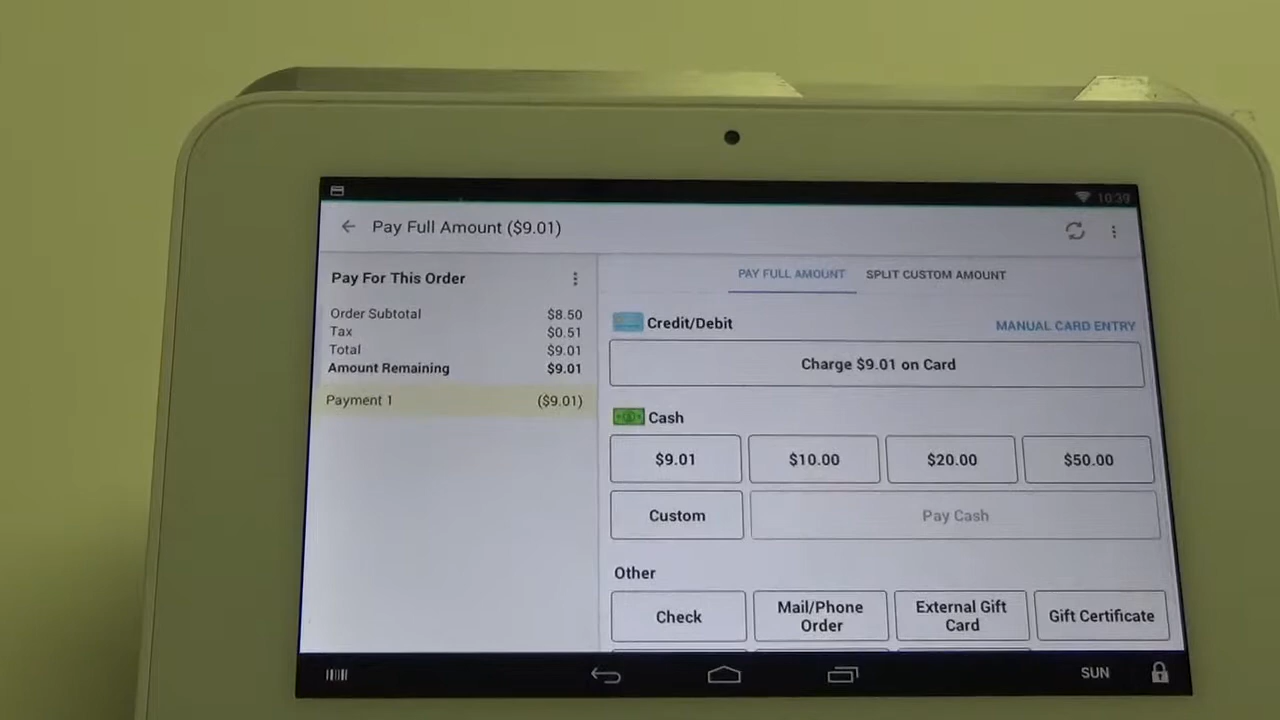 10:39
Pay Full Amount ($9.01)
Pay For This Order
Order Subtotal $8.50
Tax $0.51
Total $9.01
Amount Remaining $9.01
Payment 1 ($9.01)
PAY FULL AMOUNT SPLIT CUSTOM AMOUNT
Credit/Debit MANUAL CARD ENTRY
Charge $9.01 on Card
Cash
$9.01 $10.00 $20.00 $50.00
Custom Pay Cash
Other
Check
Mail/Phone
Order
External Gift
Card
Gift Certificate
SUN